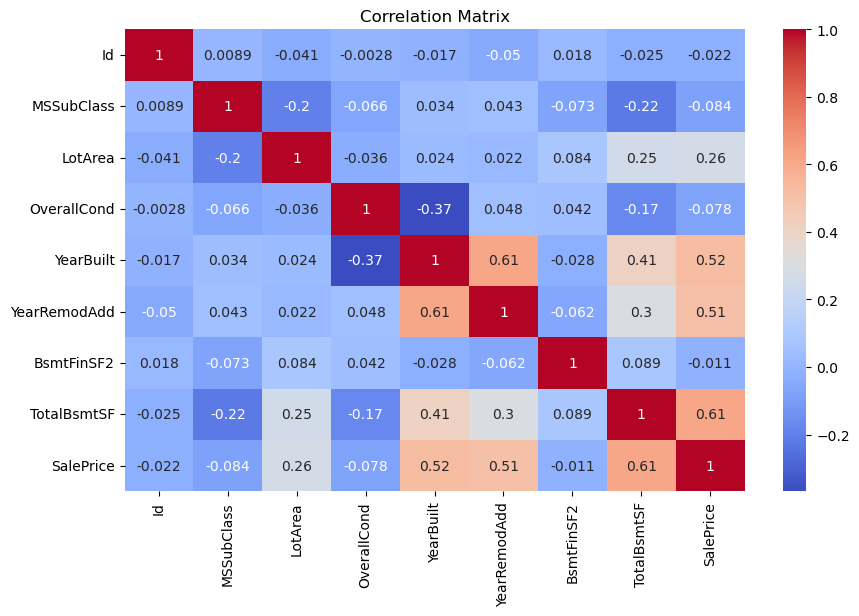 Correlation Matrix
Id 1 0.0089 -0.041 -0.0028 -0.017 -0.05 0.018 -0.025 -0.022
MSSubClass 0.0089 1 -0.2 -0.066 0.034 0.043 -0.073 -0.22 -0.084
LotArea -0.041 -0.2 1 -0.036 0.024 0.022 0.084 0.25 0.26
OverallCond -0.0028 -0.066 -0.036 1 -0.37 0.048 0.042 -0.17 -0.078
YearBuilt -0.017 0.034 0.024 -0.37 1 0.61 -0.028 0.41 0.52
YearRemodAdd -0.05 0.043 0.022 0.048 0.61 1 -0.062 0.3 0.51
BsmtFinSF2 0.018 -0.073 0.084 0.042 -0.028 -0.062 1 0.089 -0.011
TotalBsmtSF -0.025 -0.22 0.25 -0.17 0.41 0.3 0.089 1 0.61
SalePrice -0.022 -0.084 0.26 -0.078 0.52 0.51 -0.011 0.61 1
Id MSSubClass LotArea OverallCond YearBuilt YearRemodAdd BsmtFinSF2 TotalBsmtSF SalePrice
1.0
0.8
0.6
0.4
0.2
0.0
−0.2